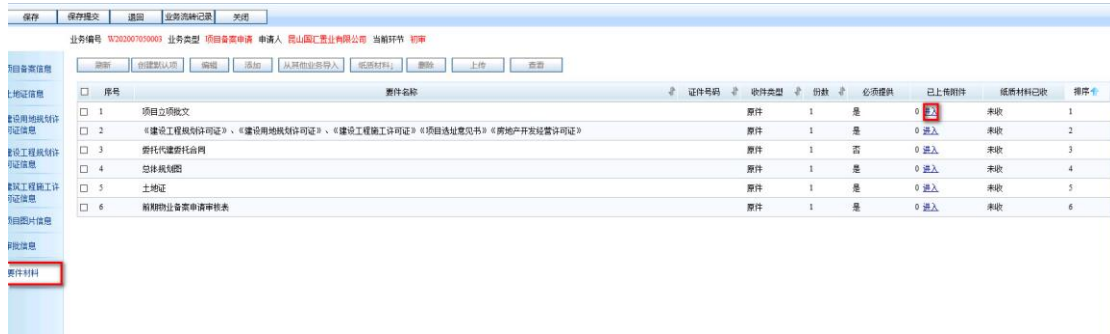 保存 保存提交 退回 业务流转记录 关闭
业务编号 W202007050003 业务类型 项目备案申请 申请人 昆山国汇置业有限公司 当前环节 初审
刷新 创建默认项 编辑 添加 从其他业务导入 纸质材料↓ 删除 上传 查看
项目备案信息
土地证信息
建设用地规划许可证信息
建设工程规划许可证信息
建筑工程施工许可证信息
项目图片信息
审批信息
要件材料
序号 要件名称 证件号码 收件类型 份数 必须提供 已上传附件 纸质材料已收 排序
1 项目立项批文 原件 1 是 0 进入 未收 1
2 《建设工程规划许可证》、《建设用地规划许可证》、《建设工程施工许可证》《项目选址意见书》《房地产开发经营许可证》 原件 1 是 0 进入 未收 2
3 委托代建委托合同 原件 1 否 0 进入 未收 3
4 总体规划图 原件 1 是 0 进入 未收 4
5 土地证 原件 1 是 0 进入 未收 5
6 前期物业备案申请审核表 原件 1 是 0 进入 未收 6